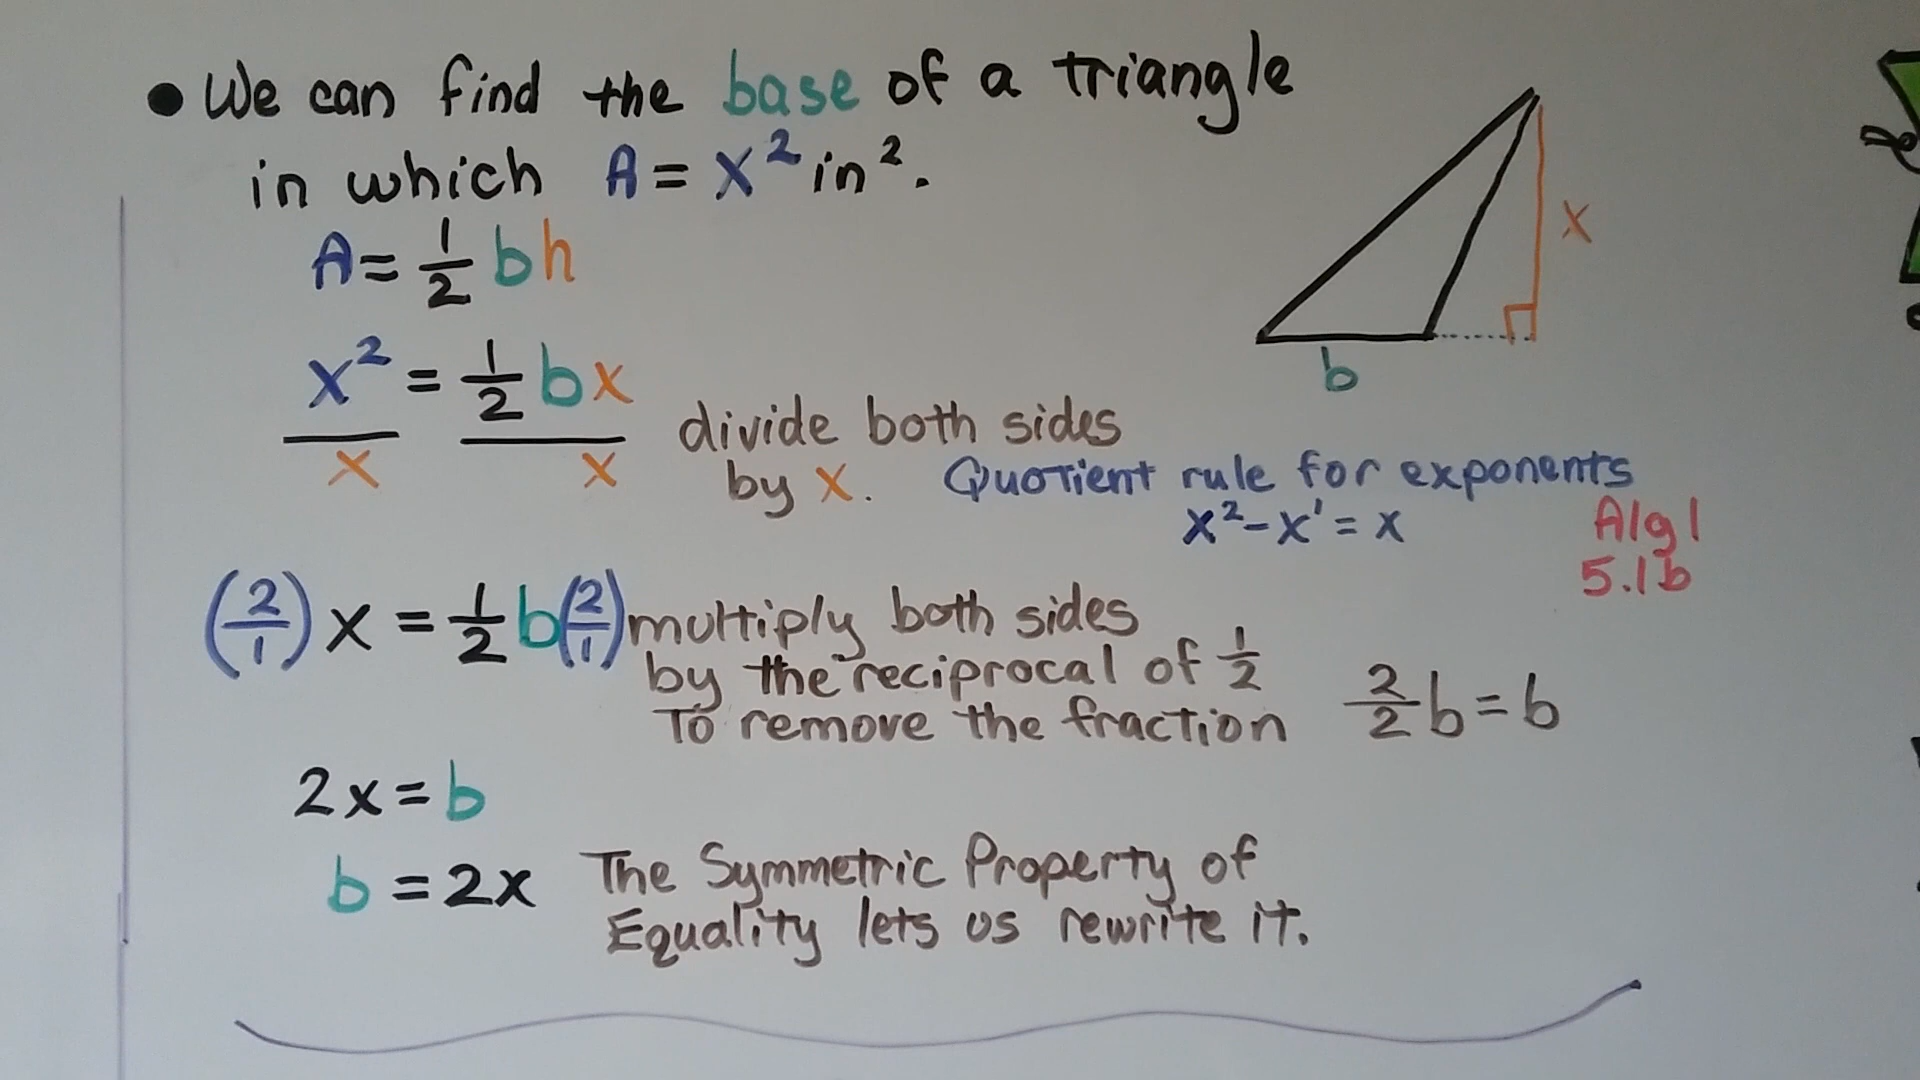 • We can find the base of a triangle
in which A = x² in².
A = 1/2 bh
x
x² = 1/2 bx
b
divide both sides
x x
by x. Quotient rule for exponents
x² - x¹ = x
Alg 1
5.1b
(2/1) x = 1/2 b (2/1) multiply both sides
by the reciprocal of 1/2
To remove the fraction 2/2 b = b
2x = b
b = 2x The Symmetric Property of
Equality lets us rewrite it.